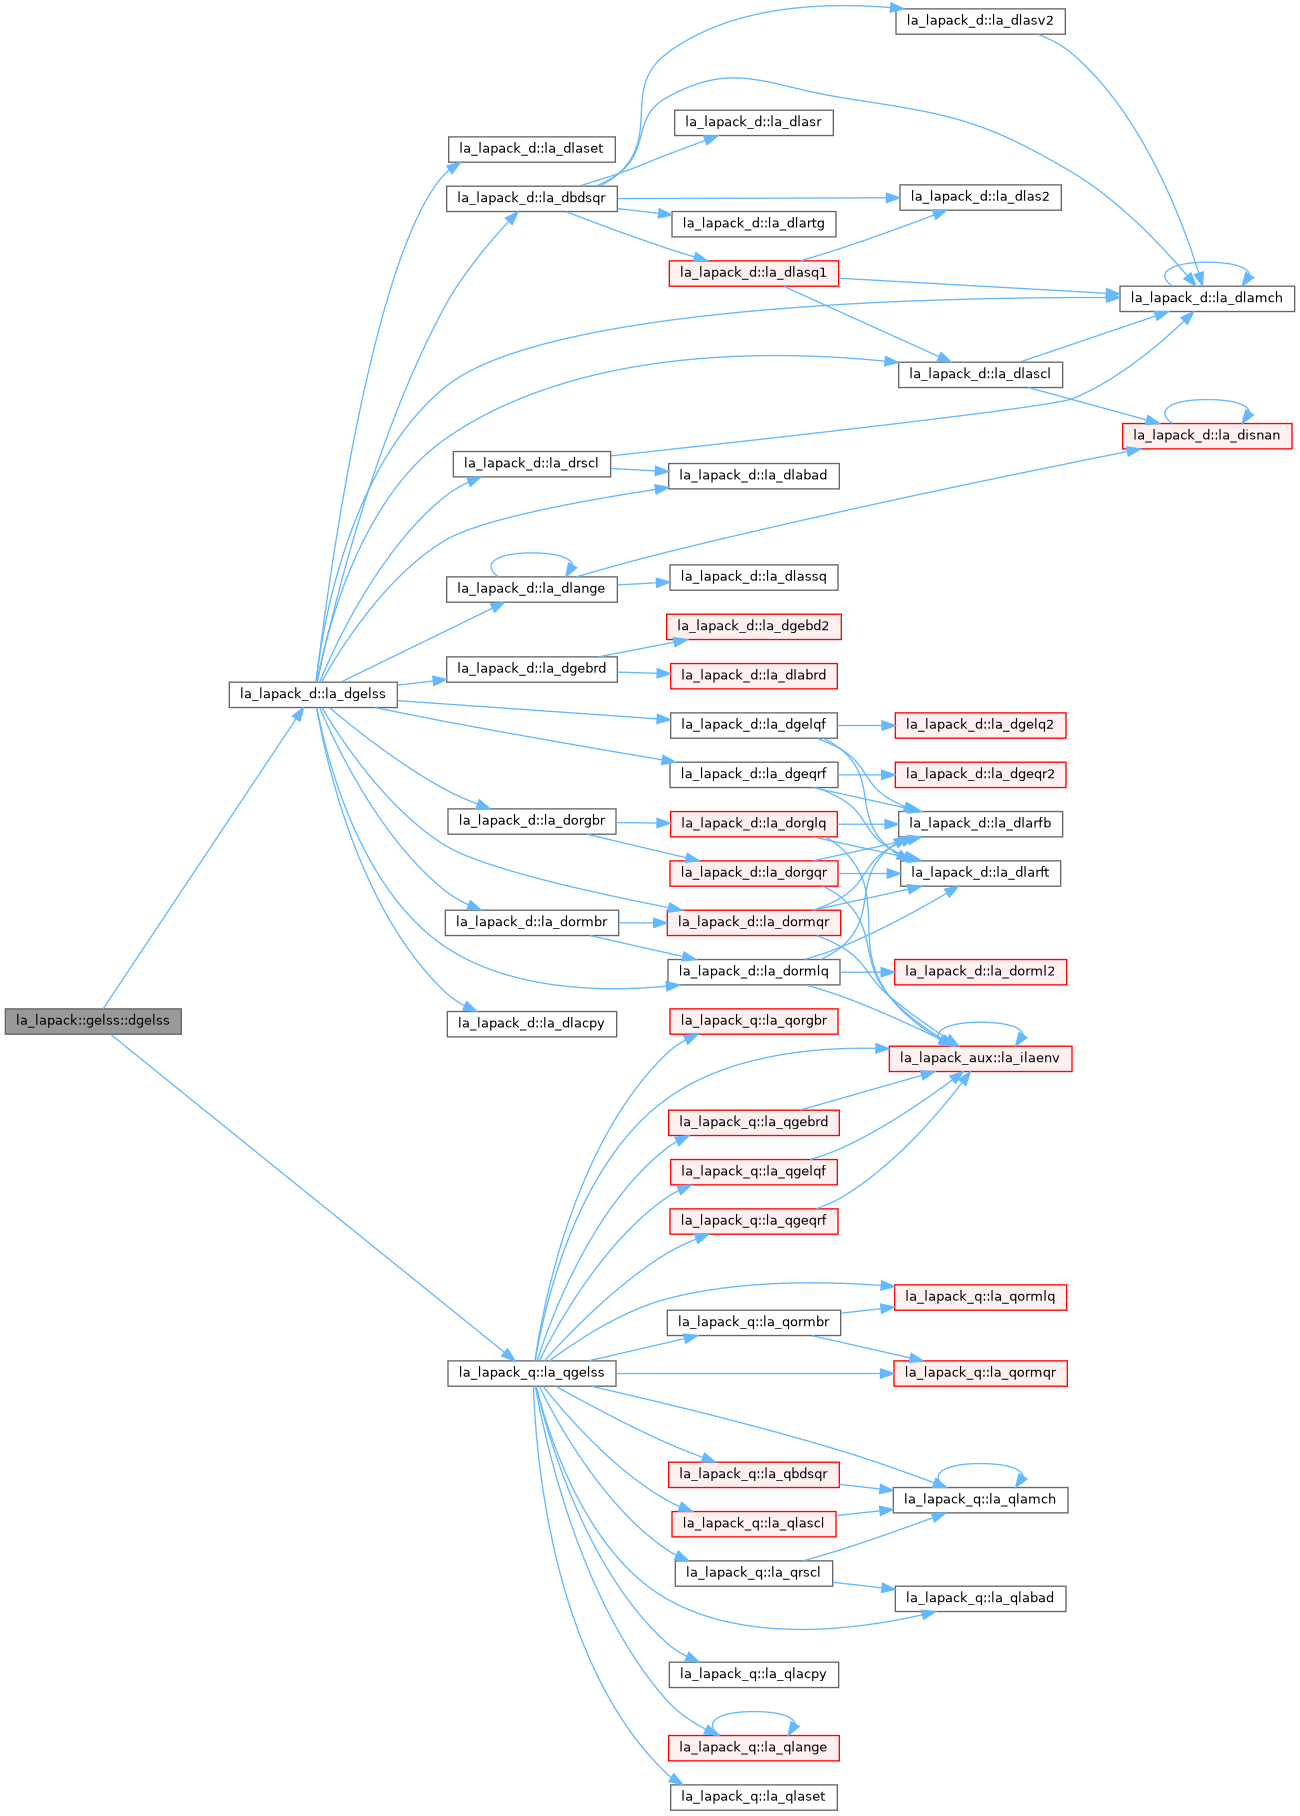 la_lapack_d::la_dlasv2
la_lapack_d::la_dlasr
la_lapack_d::la_dlaset
la_lapack_d::la_dbdsqr
la_lapack_d::la_dlas2
la_lapack_d::la_dlartg
la_lapack_d::la_dlasq1
la_lapack_d::la_dlamch
la_lapack_d::la_dlascl
la_lapack_d::la_disnan
la_lapack_d::la_drscl
la_lapack_d::la_dlabad
la_lapack_d::la_dlassq
la_lapack_d::la_dlange
la_lapack_d::la_dgebd2
la_lapack_d::la_dgebrd
la_lapack_d::la_dlabrd
la_lapack_d::la_dgelss
la_lapack_d::la_dgelqf
la_lapack_d::la_dgelq2
la_lapack_d::la_dgeqrf
la_lapack_d::la_dgeqr2
la_lapack_d::la_dorgbr
la_lapack_d::la_dorglq
la_lapack_d::la_dlarfb
la_lapack_d::la_dorgqr
la_lapack_d::la_dlarft
la_lapack_d::la_dormbr
la_lapack_d::la_dormqr
la_lapack_d::la_dormlq
la_lapack_d::la_dorml2
la_lapack::gelss::dgelss
la_lapack_d::la_dlacpy
la_lapack_q::la_qorgbr
la_lapack_aux::la_ilaenv
la_lapack_q::la_qgebrd
la_lapack_q::la_qgelqf
la_lapack_q::la_qgeqrf
la_lapack_q::la_qormlq
la_lapack_q::la_qormbr
la_lapack_q::la_qgelss
la_lapack_q::la_qormqr
la_lapack_q::la_qbdsqr
la_lapack_q::la_qlamch
la_lapack_q::la_qlascl
la_lapack_q::la_qrscl
la_lapack_q::la_qlabad
la_lapack_q::la_qlacpy
la_lapack_q::la_qlange
la_lapack_q::la_qlaset